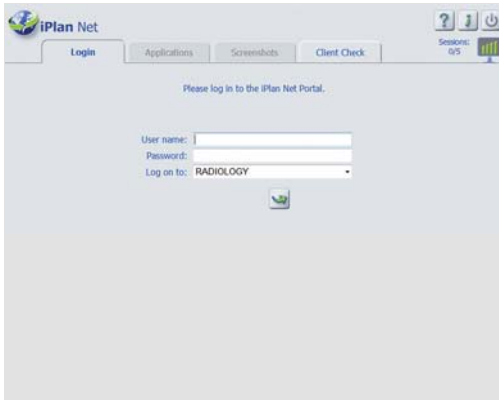 iPlan Net
?
i
Sessions:
0/5
Login
Applications
Screenshots
Client Check
Please log in to the iPlan Net Portal.
User name:
Password:
Log on to: RADIOLOGY